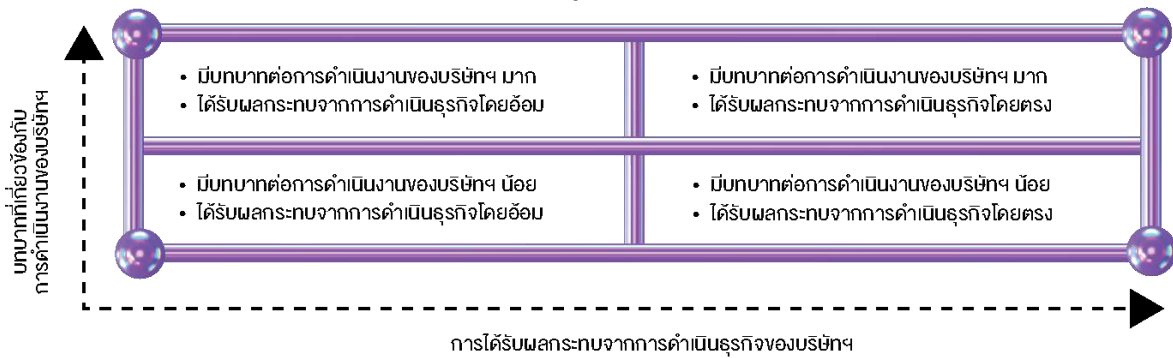 • มีบทบาทต่อการดำเนินงานของบริษัทฯ มาก
• ได้รับผลกระทบจากการดำเนินธุรกิจโดยอ้อม
• มีบทบาทต่อการดำเนินงานของบริษัทฯ มาก
• ได้รับผลกระทบจากการดำเนินธุรกิจโดยตรง
• มีบทบาทต่อการดำเนินงานของบริษัทฯ น้อย
• ได้รับผลกระทบจากการดำเนินธุรกิจโดยอ้อม
• มีบทบาทต่อการดำเนินงานของบริษัทฯ น้อย
• ได้รับผลกระทบจากการดำเนินธุรกิจโดยตรง
บทบาทที่เกี่ยวข้องกับ
การดำเนินงานของบริษัทฯ
การได้รับผลกระทบจากการดำเนินธุรกิจของบริษัทฯ